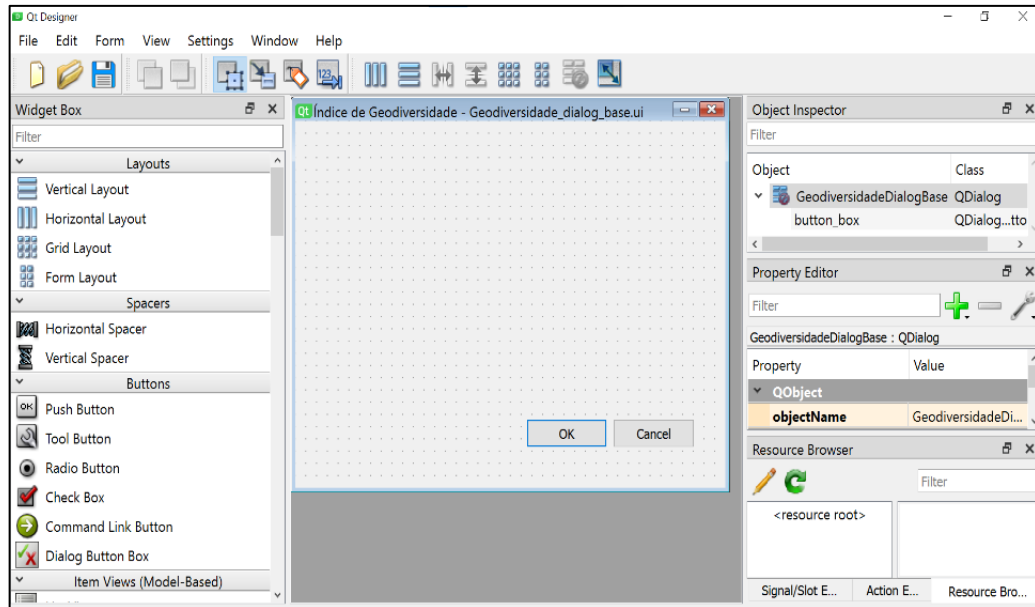 Qt Designer
File Edit Form View Settings Window Help
Widget Box
Filter
Layouts
Vertical Layout
Horizontal Layout
Grid Layout
Form Layout
Spacers
Horizontal Spacer
Vertical Spacer
Buttons
OK Push Button
Tool Button
Radio Button
Check Box
Command Link Button
Dialog Button Box
Item Views (Model-Based)
Qt Índice de Geodiversidade - Geodiversidade_dialog_base.ui
OK Cancel
Object Inspector
Filter
Object Class
GeodiversidadeDialogBase QDialog
button_box QDialog...tto
Property Editor
Filter
GeodiversidadeDialogBase : QDialog
Property Value
QObject
objectName GeodiversidadeDi...
Resource Browser
Filter
<resource root>
Signal/Slot E... Action E... Resource Bro...